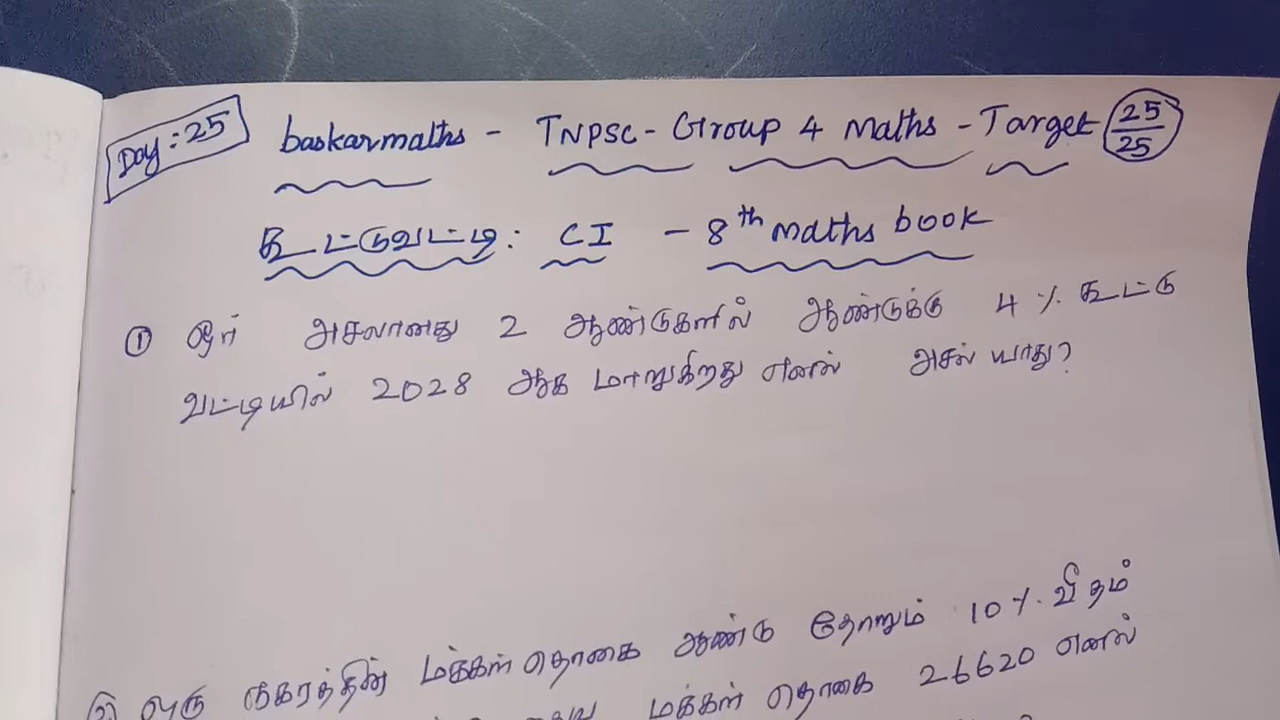 Day : 25
baskarmaths - TNPSC - Group 4 Maths - Target 25/25
கூட்டுவட்டி : CI - 8th maths book
① ஓர் அசலானது 2 ஆண்டுகளில் ஆண்டுக்கு 4 % கூட்டு
வட்டியில் 2028 ஆக மாறுகிறது எனில் அசல் யாது?
② ஒரு நகரத்தின் மக்கள் தொகை ஆண்டு தோறும் 10 % வீதம்
மக்கள் தொகை 26620 எனில்